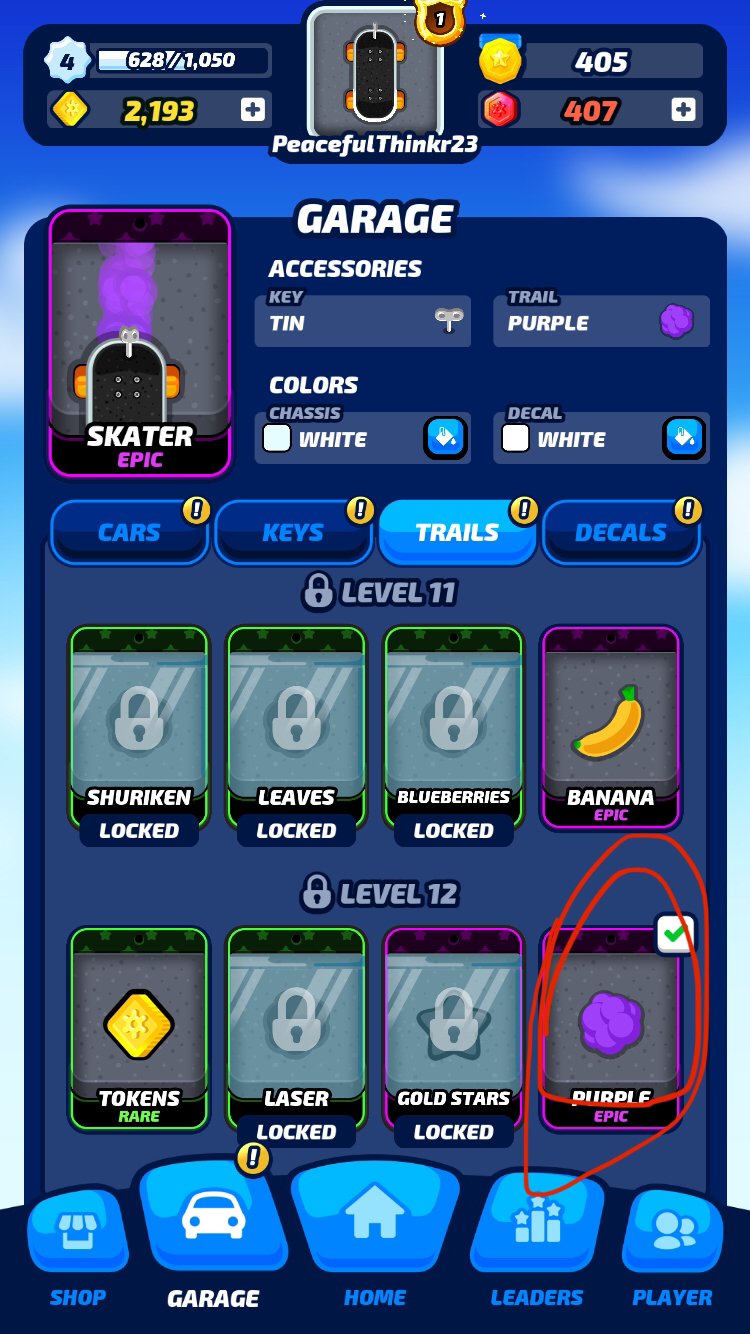 1
4 628/1,050 405
2,193 + 407 +
PeacefulThinkr23
GARAGE
ACCESSORIES
KEY TRAIL
TIN PURPLE
COLORS
CHASSIS DECAL
WHITE WHITE
SKATER
EPIC
! ! ! !
CARS KEYS TRAILS DECALS
LEVEL 11
SHURIKEN LEAVES BLUEBERRIES BANANA
EPIC
LOCKED LOCKED LOCKED
LEVEL 12
TOKENS LASER GOLD STARS PURPLE
RARE EPIC
LOCKED LOCKED
!
SHOP GARAGE HOME LEADERS PLAYER